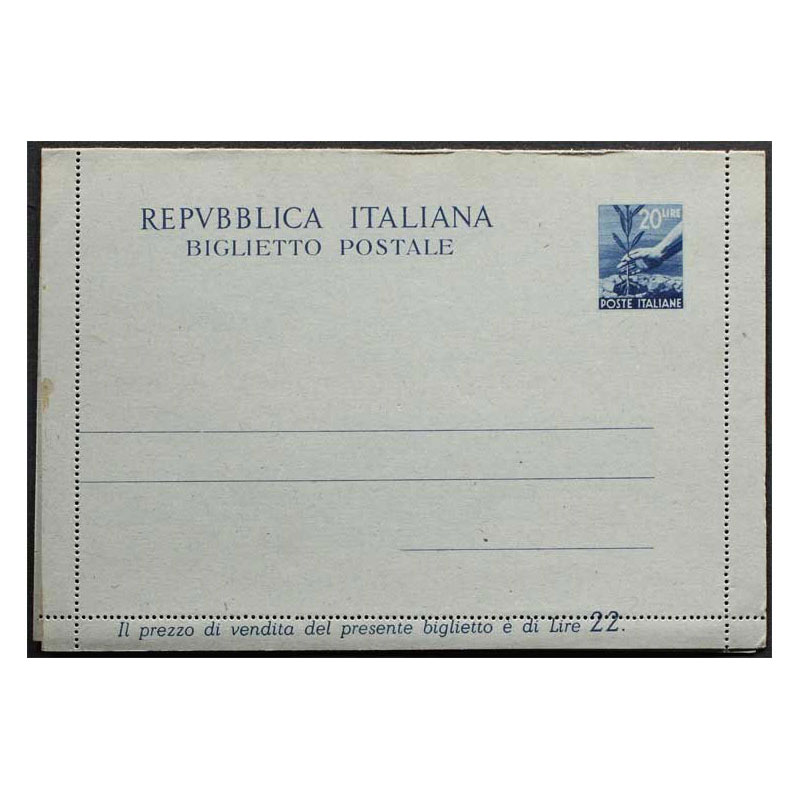 REPVBBLICA ITALIANA
BIGLIETTO POSTALE
20 LIRE
POSTE ITALIANE
Il prezzo di vendita del presente biglietto è di Lire 22.